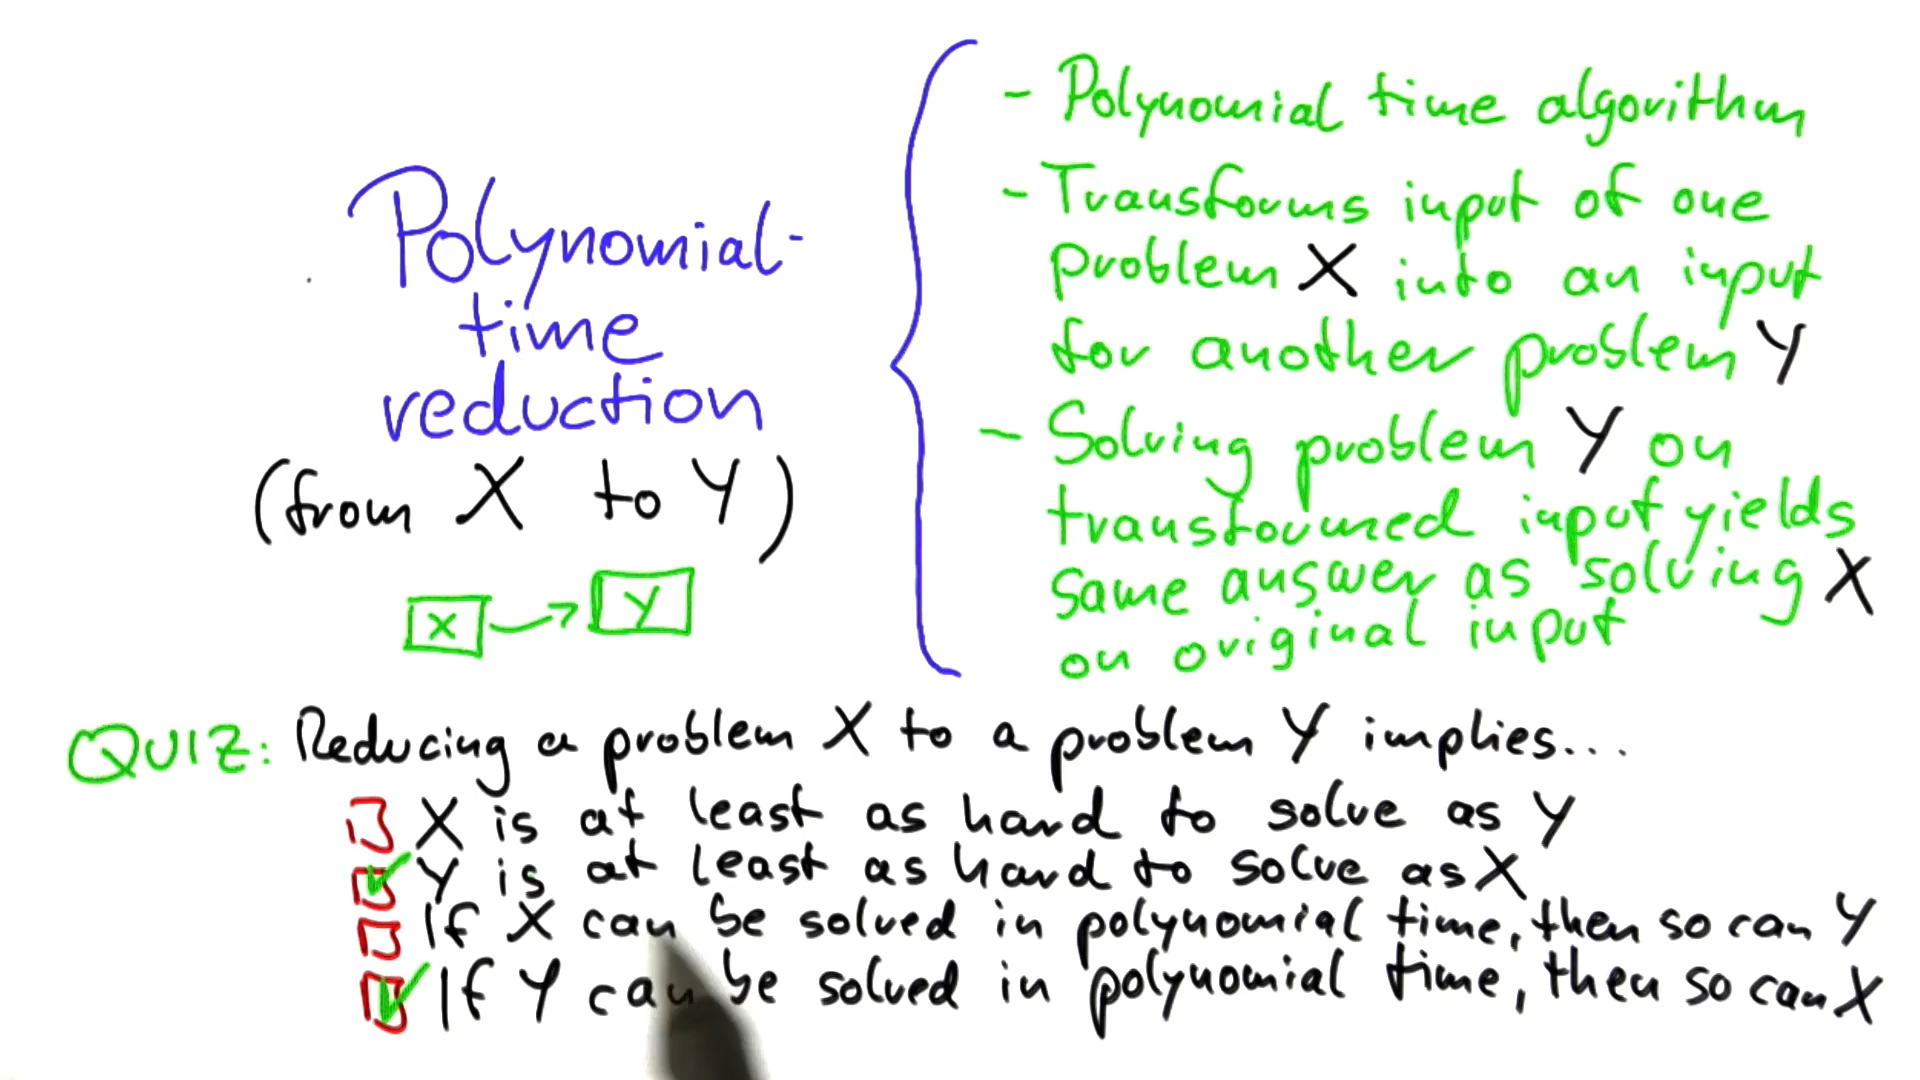 Polynomial-
time
reduction
(from X to Y)
X → Y
- Polynomial time algorithm
- Transforms input of one
problem X into an input
for another problem Y
- Solving problem Y on
transformed input yields
same answer as solving X
on original input
QUIZ: Reducing a problem X to a problem Y implies...
X is at least as hard to solve as Y
Y is at least as hard to solve as X
If X can be solved in polynomial time, then so can Y
If Y can be solved in polynomial time, then so can X